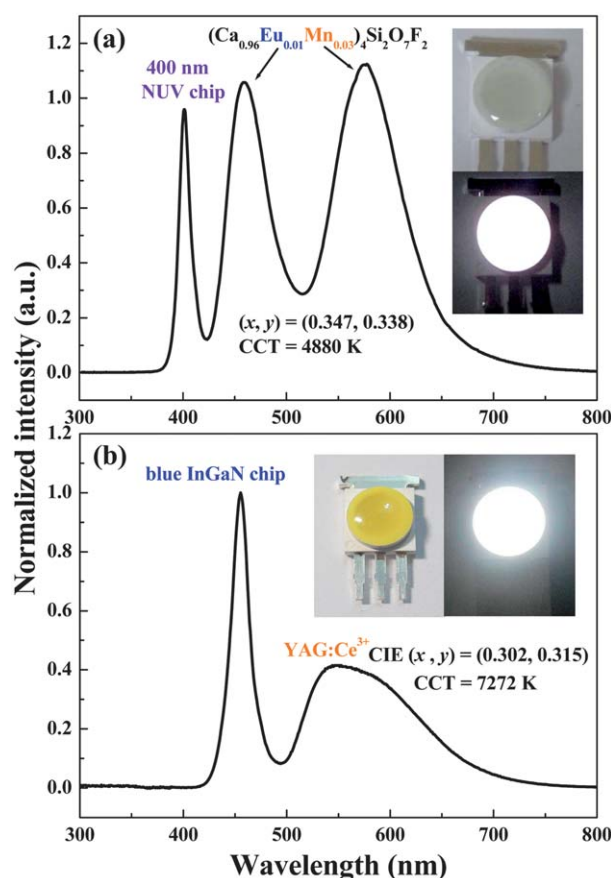 (a)
(Ca0.96Eu0.01Mn0.03)4Si2O7F2
400 nm
NUV chip
(x, y) = (0.347, 0.338)
CCT = 4880 K
1.2
1.0
0.8
0.6
0.4
0.2
0.0
300 400 500 600 700 800
(b)
blue InGaN chip
YAG:Ce3+
CIE (x , y) = (0.302, 0.315)
CCT = 7272 K
1.4
1.2
1.0
0.8
0.6
0.4
0.2
0.0
300 400 500 600 700 800
Normalized intensity (a.u.)
Wavelength (nm)